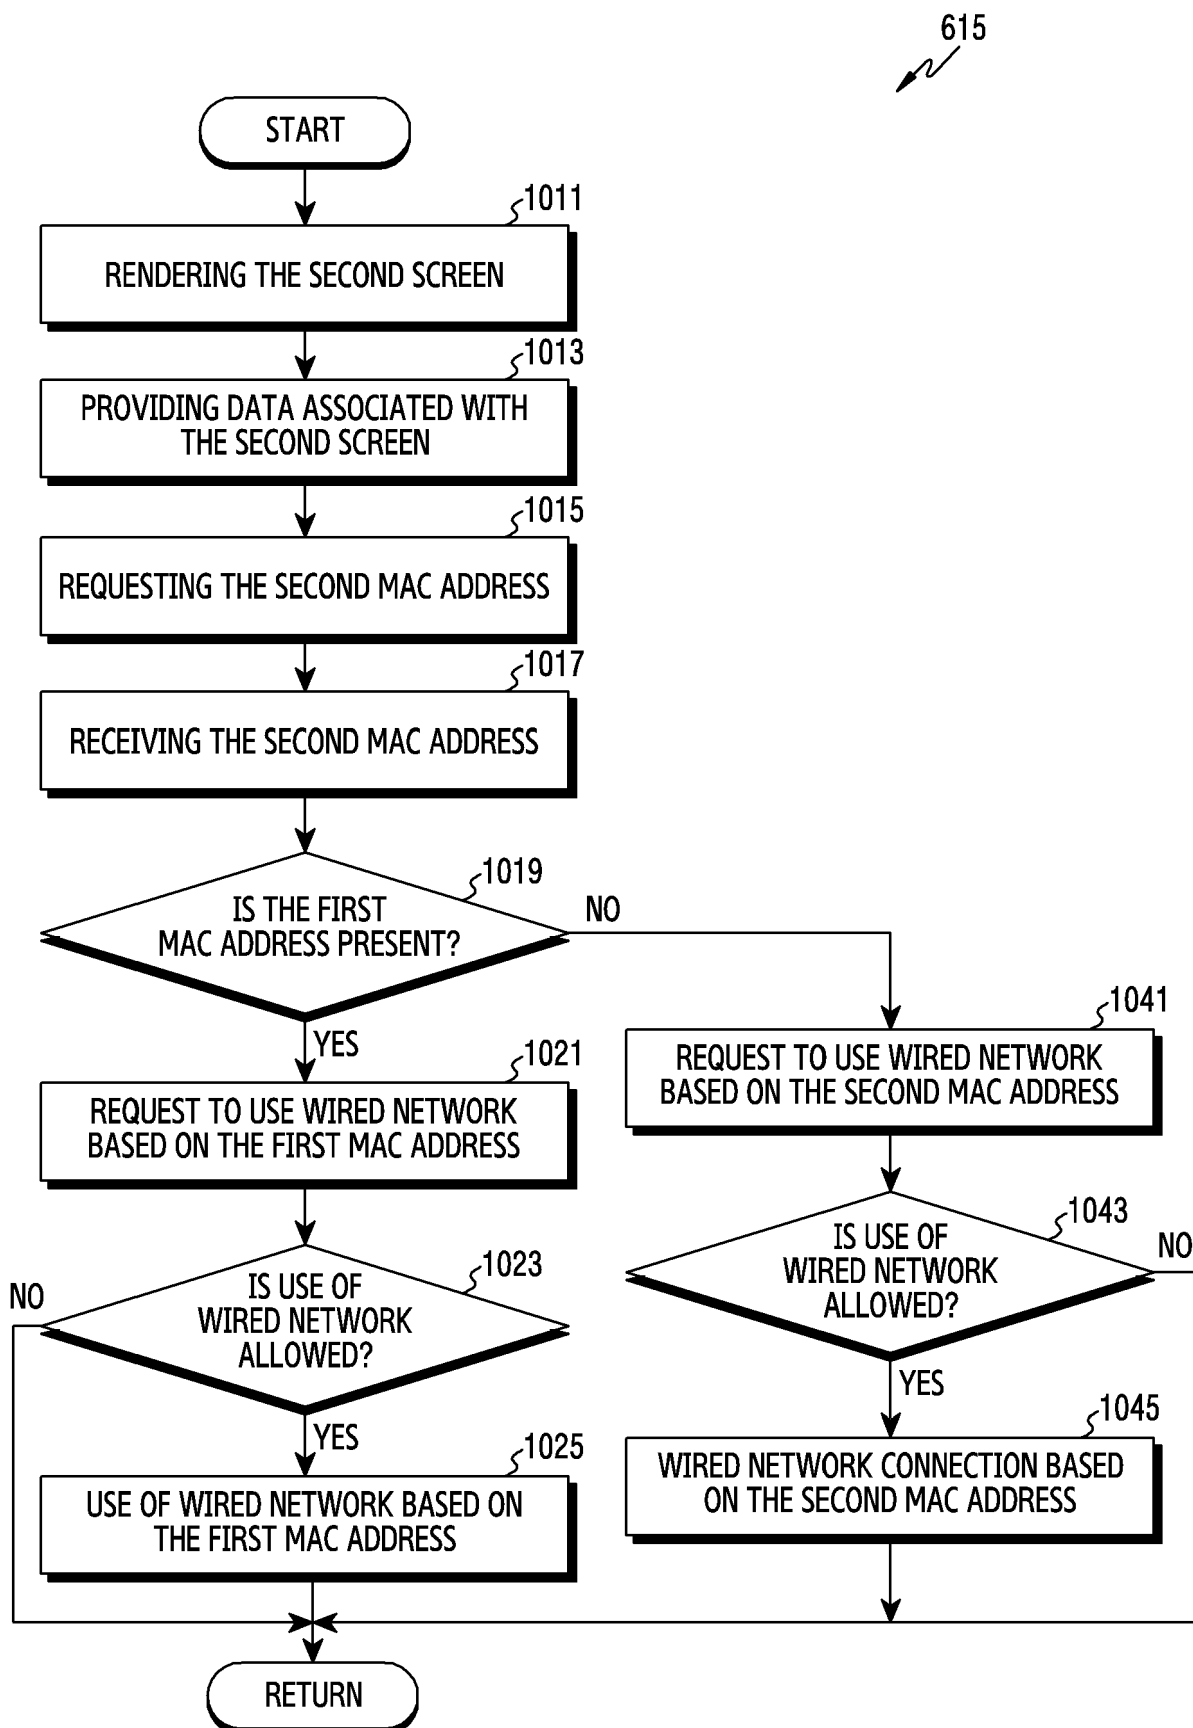 615
START
1011
RENDERING THE SECOND SCREEN
1013
PROVIDING DATA ASSOCIATED WITH
THE SECOND SCREEN
1015
REQUESTING THE SECOND MAC ADDRESS
1017
RECEIVING THE SECOND MAC ADDRESS
1019
IS THE FIRST
MAC ADDRESS PRESENT?
NO
YES
1021
REQUEST TO USE WIRED NETWORK
BASED ON THE FIRST MAC ADDRESS
1023
IS USE OF
WIRED NETWORK
ALLOWED?
NO
YES
1025
USE OF WIRED NETWORK BASED ON
THE FIRST MAC ADDRESS
1041
REQUEST TO USE WIRED NETWORK
BASED ON THE SECOND MAC ADDRESS
1043
IS USE OF
WIRED NETWORK
ALLOWED?
NO
YES
1045
WIRED NETWORK CONNECTION BASED
ON THE SECOND MAC ADDRESS
RETURN